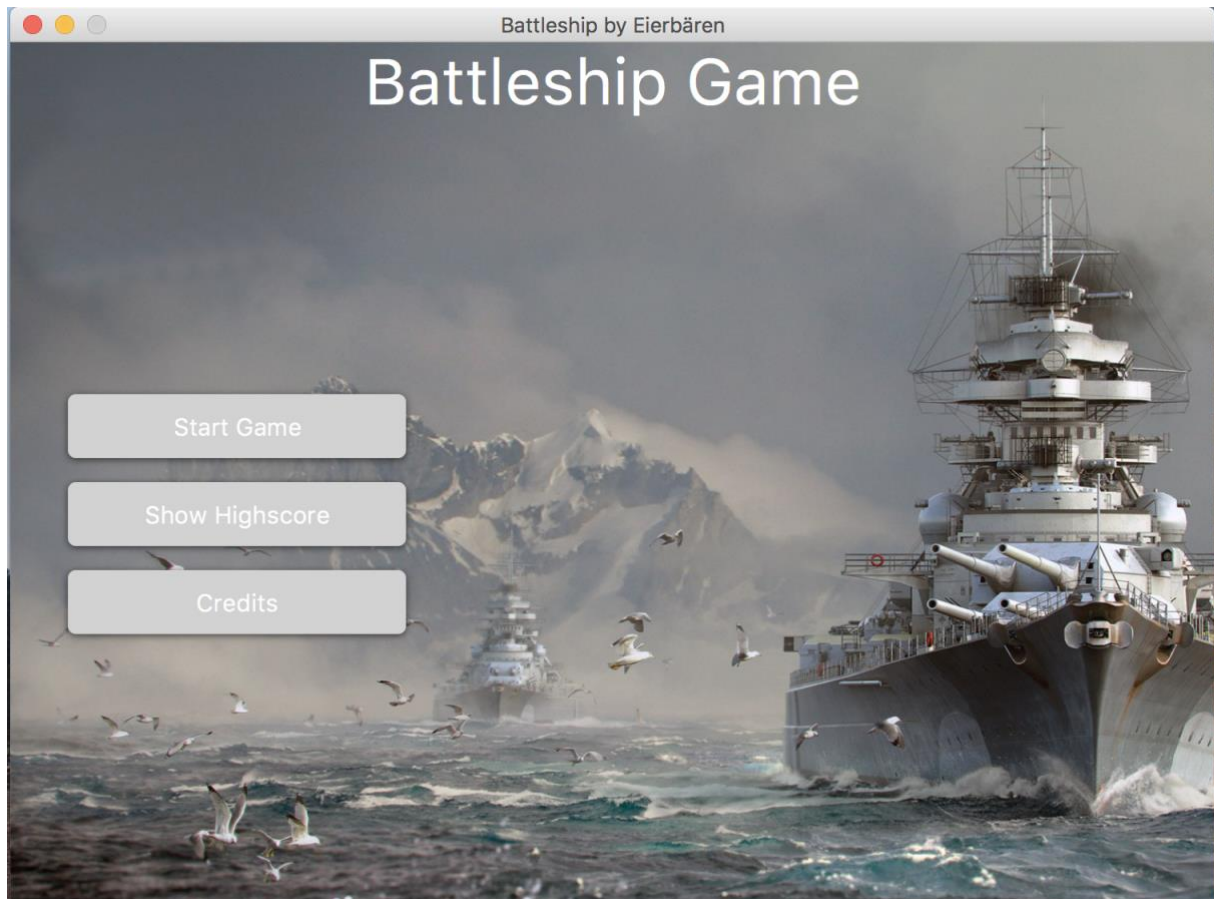 Battleship by Eierbären
Battleship Game
Start Game
Show Highscore
Credits